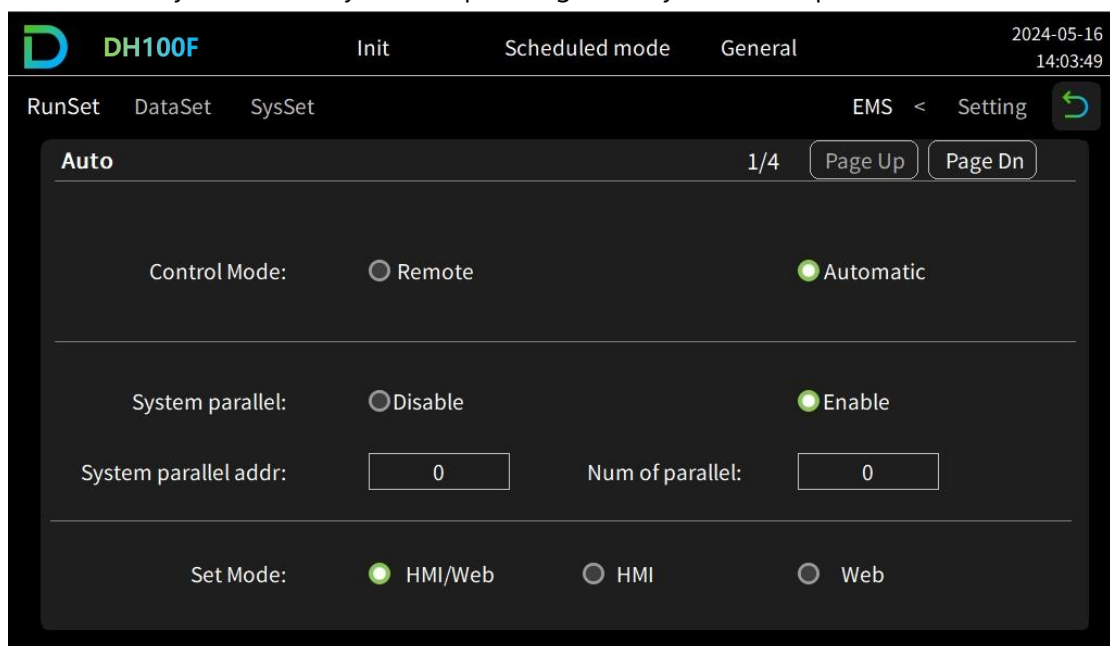 DH100F Init Scheduled mode General 2024-05-16
14:03:49
RunSet DataSet SysSet EMS < Setting
Auto 1/4 Page Up Page Dn
Control Mode: Remote Automatic
System parallel: Disable Enable
System parallel addr: 0 Num of parallel: 0
Set Mode: HMI/Web HMI Web